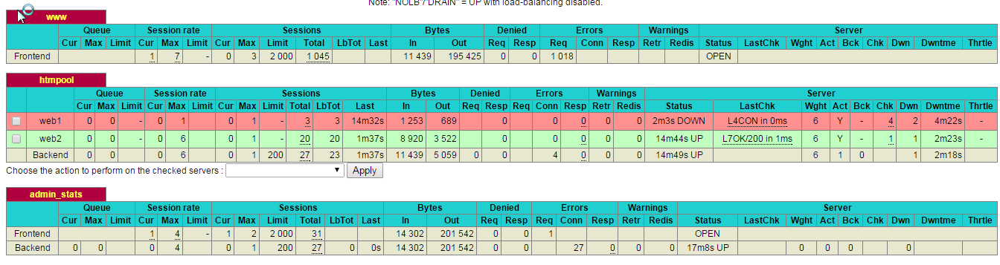 Note: "NOLB"/"DRAIN" = UP with load-balancing disabled.
www
Queue Session rate Sessions Bytes Denied Errors Warnings Server
Cur Max Limit Cur Max Limit Cur Max Limit Total LbTot Last In Out Req Resp Req Conn Resp Retr Redis Status LastChk Wght Act Bck Chk Dwn Dwntme Thrtle
Frontend 1 7 - 0 3 2 000 1 045 11 439 195 425 0 0 1 018 OPEN
htmpool
Queue Session rate Sessions Bytes Denied Errors Warnings Server
Cur Max Limit Cur Max Limit Cur Max Limit Total LbTot Last In Out Req Resp Req Conn Resp Retr Redis Status LastChk Wght Act Bck Chk Dwn Dwntme Thrtle
web1 0 0 - 0 1 0 1 - 3 3 14m32s 1 253 689 0 0 0 0 0 2m3s DOWN L4CON in 0ms 6 Y - 4 2 4m22s -
web2 0 0 - 0 6 0 1 - 20 20 1m37s 8 920 3 522 0 0 0 0 0 14m44s UP L7OK/200 in 1ms 6 Y - 1 1 2m23s -
Backend 0 0 0 6 0 1 200 27 23 1m37s 11 439 5 059 0 0 4 0 0 0 14m49s UP 6 1 0 1 2m18s
Choose the action to perform on the checked servers : Apply
admin_stats
Queue Session rate Sessions Bytes Denied Errors Warnings Server
Cur Max Limit Cur Max Limit Cur Max Limit Total LbTot Last In Out Req Resp Req Conn Resp Retr Redis Status LastChk Wght Act Bck Chk Dwn Dwntme Thrtle
Frontend 1 4 - 1 2 2 000 31 14 302 201 542 0 0 1 OPEN
Backend 0 0 0 4 0 1 200 27 0 0s 14 302 201 542 0 0 27 0 0 0 17m8s UP 0 0 0 0